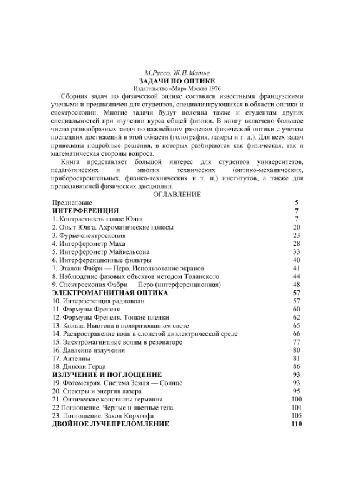 М.Руссо, Ж.П.Матье
ЗАДАЧИ ПО ОПТИКЕ
Издательство «Мир» Москва 1976
Сборник задач по физической оптике составлен известными французскими
учеными и предназначен для студентов, специализирующихся в области оптики и
спектроскопии. Многие задачи будут полезны также и студентам других
специальностей при изучении курса общей физики. В книгу включено большое
число разнообразных задач по важнейшим разделам физической оптики с учетом
последних достижений в этой области (голография, лазеры и т. д.). Для всех задач
приведены подробные решения, в которых разбираются как физическая, так и
математическая стороны вопроса.
Книга представляет большой интерес для студентов университетов,
педагогических и многих технических (оптико-механических,
приборостроительных, физико-технических и т. п.) институтов, а также для
преподавателей физических дисциплин.
ОГЛАВЛЕНИЕ
Предисловие 5
ИНТЕРФЕРЕНЦИЯ 7
1. Контрастность полос Юнга 7
2. Опыт Юнга. Ахроматические полосы 20
3. Фурье-спектроскопия 23
4. Интерферометр Маха 28
5. Интерферометр Майкельсона 33
6. Интерференционные фильтры 40
7. Эталон Фабри — Перо. Использование экранов 41
8. Наблюдение фазовых объектов методом Толанского 44
9. Спектроскопия Фабри — Перо (интерференционная) 48
ЭЛЕКТРОМАГНИТНАЯ ОПТИКА 57
10. Интерференция радиоволн 57
11. Формулы Френеля 60
12. Формулы Френеля. Тонкие пленки 62
13. Кольца Ньютона в поляризованном свете 65
14. Распространение волн в слоистой диэлектрической среде 66
15. Электромагнитные волны в резонаторе 77
16. Давление излучения 80
17. Антенны 81
18. Диполи Герца 86
ИЗЛУЧЕНИЕ И ПОГЛОЩЕНИЕ 93
19. Фотометрия. Система Земля — Солнце 93
20. Спектры и энергия лазера 95
21. Оптические константы германия 100
22 Поглощение. Черные и цветные тела 101
23. Поглощение. Закон Кирхгофа 105
ДВОЙНОЕ ЛУЧЕПРЕЛОМЛЕНИЕ 110